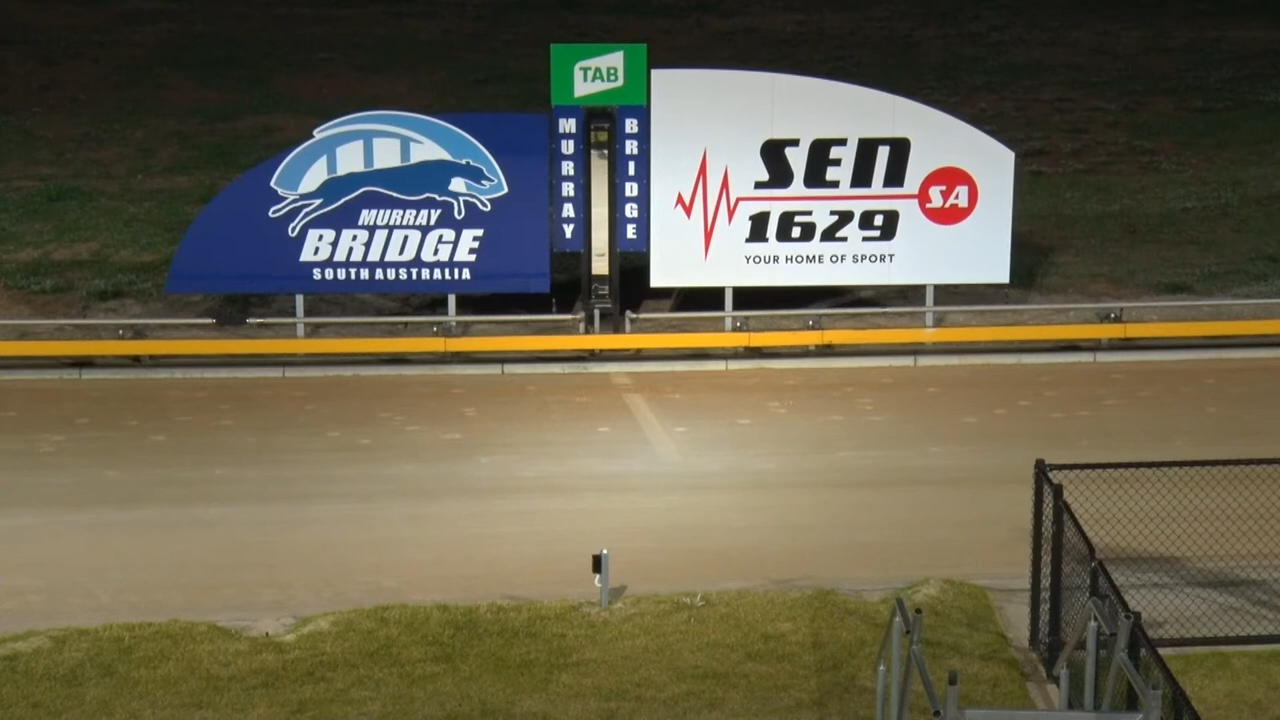 TAB
MURRAY
BRIDGE
MURRAY
BRIDGE
SOUTH AUSTRALIA
SEN
SA
1629
YOUR HOME OF SPORT